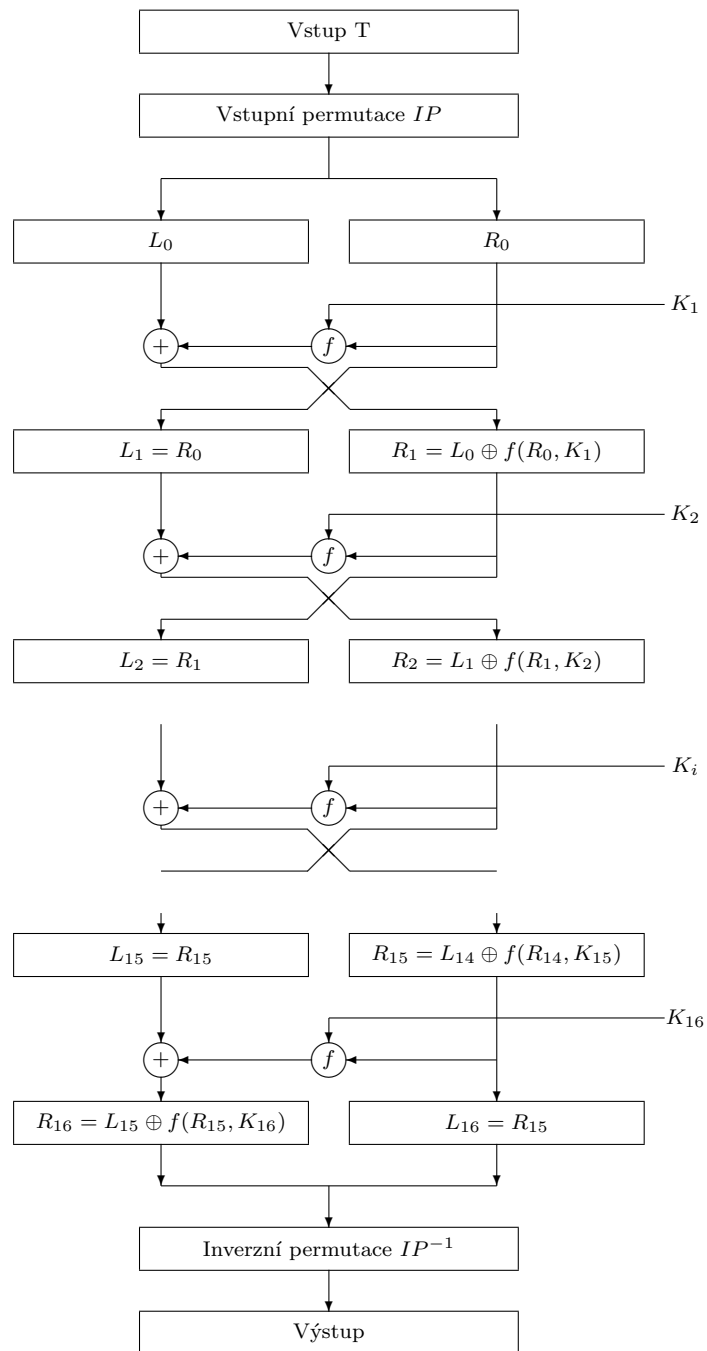 Vstup T
Vstupní permutace IP
L₀
R₀
K₁
+
f
L₁ = R₀
R₁ = L₀ ⊕ f(R₀, K₁)
K₂
+
f
L₂ = R₁
R₂ = L₁ ⊕ f(R₁, K₂)
Kᵢ
+
f
L₁₅ = R₁₅
R₁₅ = L₁₄ ⊕ f(R₁₄, K₁₅)
K₁₆
+
f
R₁₆ = L₁₅ ⊕ f(R₁₅, K₁₆)
L₁₆ = R₁₅
Inverzní permutace IP⁻¹
Výstup